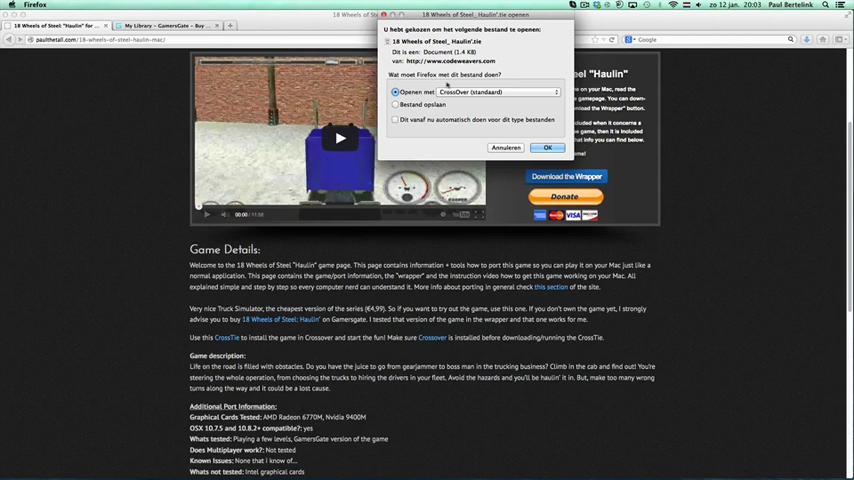 Firefox
zo 12 jan. 20:03 Paul Bertelink
18 Wheels of Steel_ Haulin'.tie openen
18 Wheels of Steel: "Haulin" for ...
My Library - GamersGate - Buy ...
paulthetall.com/18-wheels-of-steel-haulin-mac/
Google
U hebt gekozen om het volgende bestand te openen:
18 Wheels of Steel_ Haulin'.tie
Dit is een: Document (1.4 KB)
van: http://www.codeweavers.com
Wat moet Firefox met dit bestand doen?
Openen met CrossOver (standaard)
Bestand opslaan
Dit vanaf nu automatisch doen voor dit type bestanden
Annuleren OK
Download the Wrapper
Donate
VISA
00:00 / 11:58
YouTube
Game Details:
Welcome to the 18 Wheels of Steel "Haulin" game page. This page contains information + tools how to port this game so you can play it on your Mac just like a
normal application. This page contains the game/port information, the "wrapper" and the instruction video how to get this game working on your Mac. All
explained simple and step by step so every computer nerd can understand it. More info about porting in general check this section of the site.
Very nice Truck Simulator, the cheapest version of the series (€4,99). So if you want to try out the game, use this one. If you don't own the game yet, I strongly
advise you to buy 18 Wheels of Steel: Haulin' on Gamersgate. I tested that version of the game in the wrapper and that one works for me.
Use this CrossTie to install the game in Crossover and start the fun! Make sure Crossover is installed before downloading/running the CrossTie.
Game description:
Life on the road is filled with obstacles. Do you have the juice to go from gearjammer to boss man in the trucking business? Climb in the cab and find out! You're
steering the whole operation, from choosing the trucks to hiring the drivers in your fleet. Avoid the hazards and you'll be haulin it in. But, make too many wrong
turns along the way and it could be a lost cause.
Additional Port Information:
Graphical Cards Tested: AMD Radeon 6770M, Nvidia 9400M
OSX 10.7.5 and 10.8.2+ compatible?: yes
Whats tested: Playing a few levels, GamersGate version of the game
Does Multiplayer work?: Not tested
Known Issues: None that i know of...
Whats not tested: Intel graphical cards